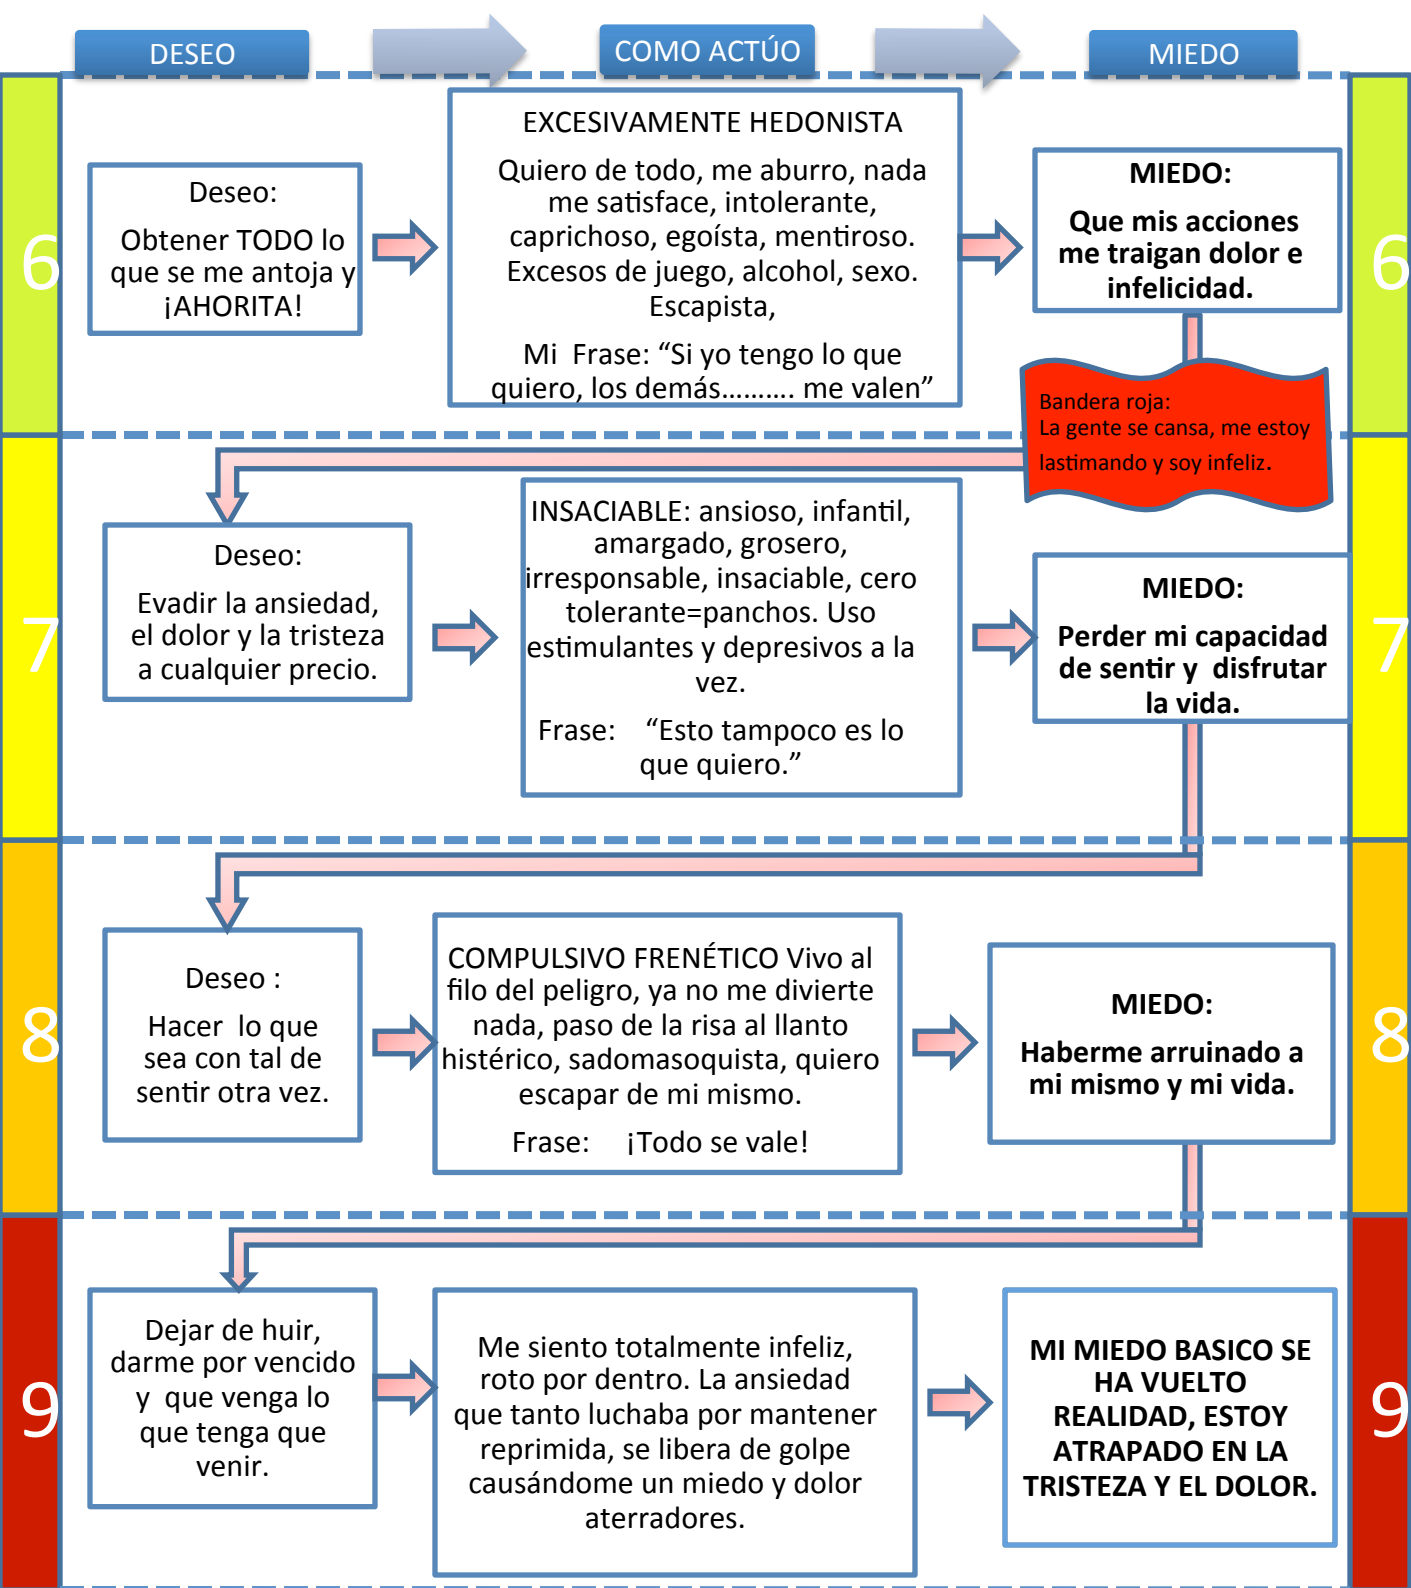 DESEO
COMO ACTÚO
MIEDO
6
Deseo:
Obtener TODO lo
que se me antoja y
¡AHORITA!
EXCESIVAMENTE HEDONISTA
Quiero de todo, me aburro, nada
me satisface, intolerante,
caprichoso, egoísta, mentiroso.
Excesos de juego, alcohol, sexo.
Escapista,
Mi Frase: “Si yo tengo lo que
quiero, los demás………. me valen”
MIEDO:
Que mis acciones
me traigan dolor e
infelicidad.
6
Bandera roja:
La gente se cansa, me estoy
lastimando y soy infeliz.
7
Deseo:
Evadir la ansiedad,
el dolor y la tristeza
a cualquier precio.
INSACIABLE: ansioso, infantil,
amargado, grosero,
irresponsable, insaciable, cero
tolerante=panchos. Uso
estimulantes y depresivos a la
vez.
Frase: “Esto tampoco es lo
que quiero.”
MIEDO:
Perder mi capacidad
de sentir y disfrutar
la vida.
7
8
Deseo :
Hacer lo que
sea con tal de
sentir otra vez.
COMPULSIVO FRENÉTICO Vivo al
filo del peligro, ya no me divierte
nada, paso de la risa al llanto
histérico, sadomasoquista, quiero
escapar de mi mismo.
Frase: ¡Todo se vale!
MIEDO:
Haberme arruinado a
mi mismo y mi vida.
8
9
Dejar de huir,
darme por vencido
y que venga lo
que tenga que
venir.
Me siento totalmente infeliz,
roto por dentro. La ansiedad
que tanto luchaba por mantener
reprimida, se libera de golpe
causándome un miedo y dolor
aterradores.
MI MIEDO BASICO SE
HA VUELTO
REALIDAD, ESTOY
ATRAPADO EN LA
TRISTEZA Y EL DOLOR.
9